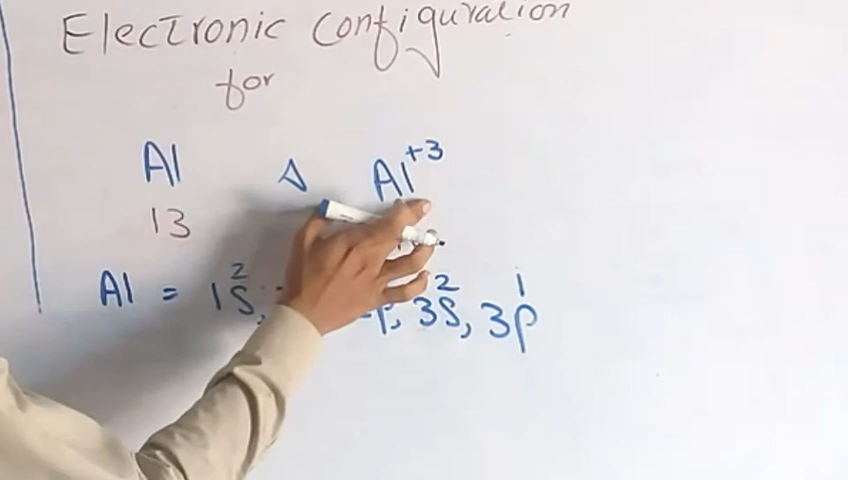 Electronic Configuration
for
Al & Al+3
13
Al = 1s2, p, 3s2, 3p1